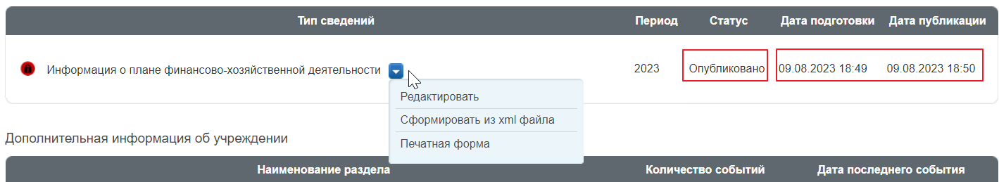 Тип сведений Период Статус Дата подготовки Дата публикации
Информация о плане финансово-хозяйственной деятельности 2023 Опубликовано 09.08.2023 18:49 09.08.2023 18:50
Редактировать
Сформировать из xml файла
Печатная форма
Дополнительная информация об учреждении
Наименование раздела Количество событий Дата последнего события